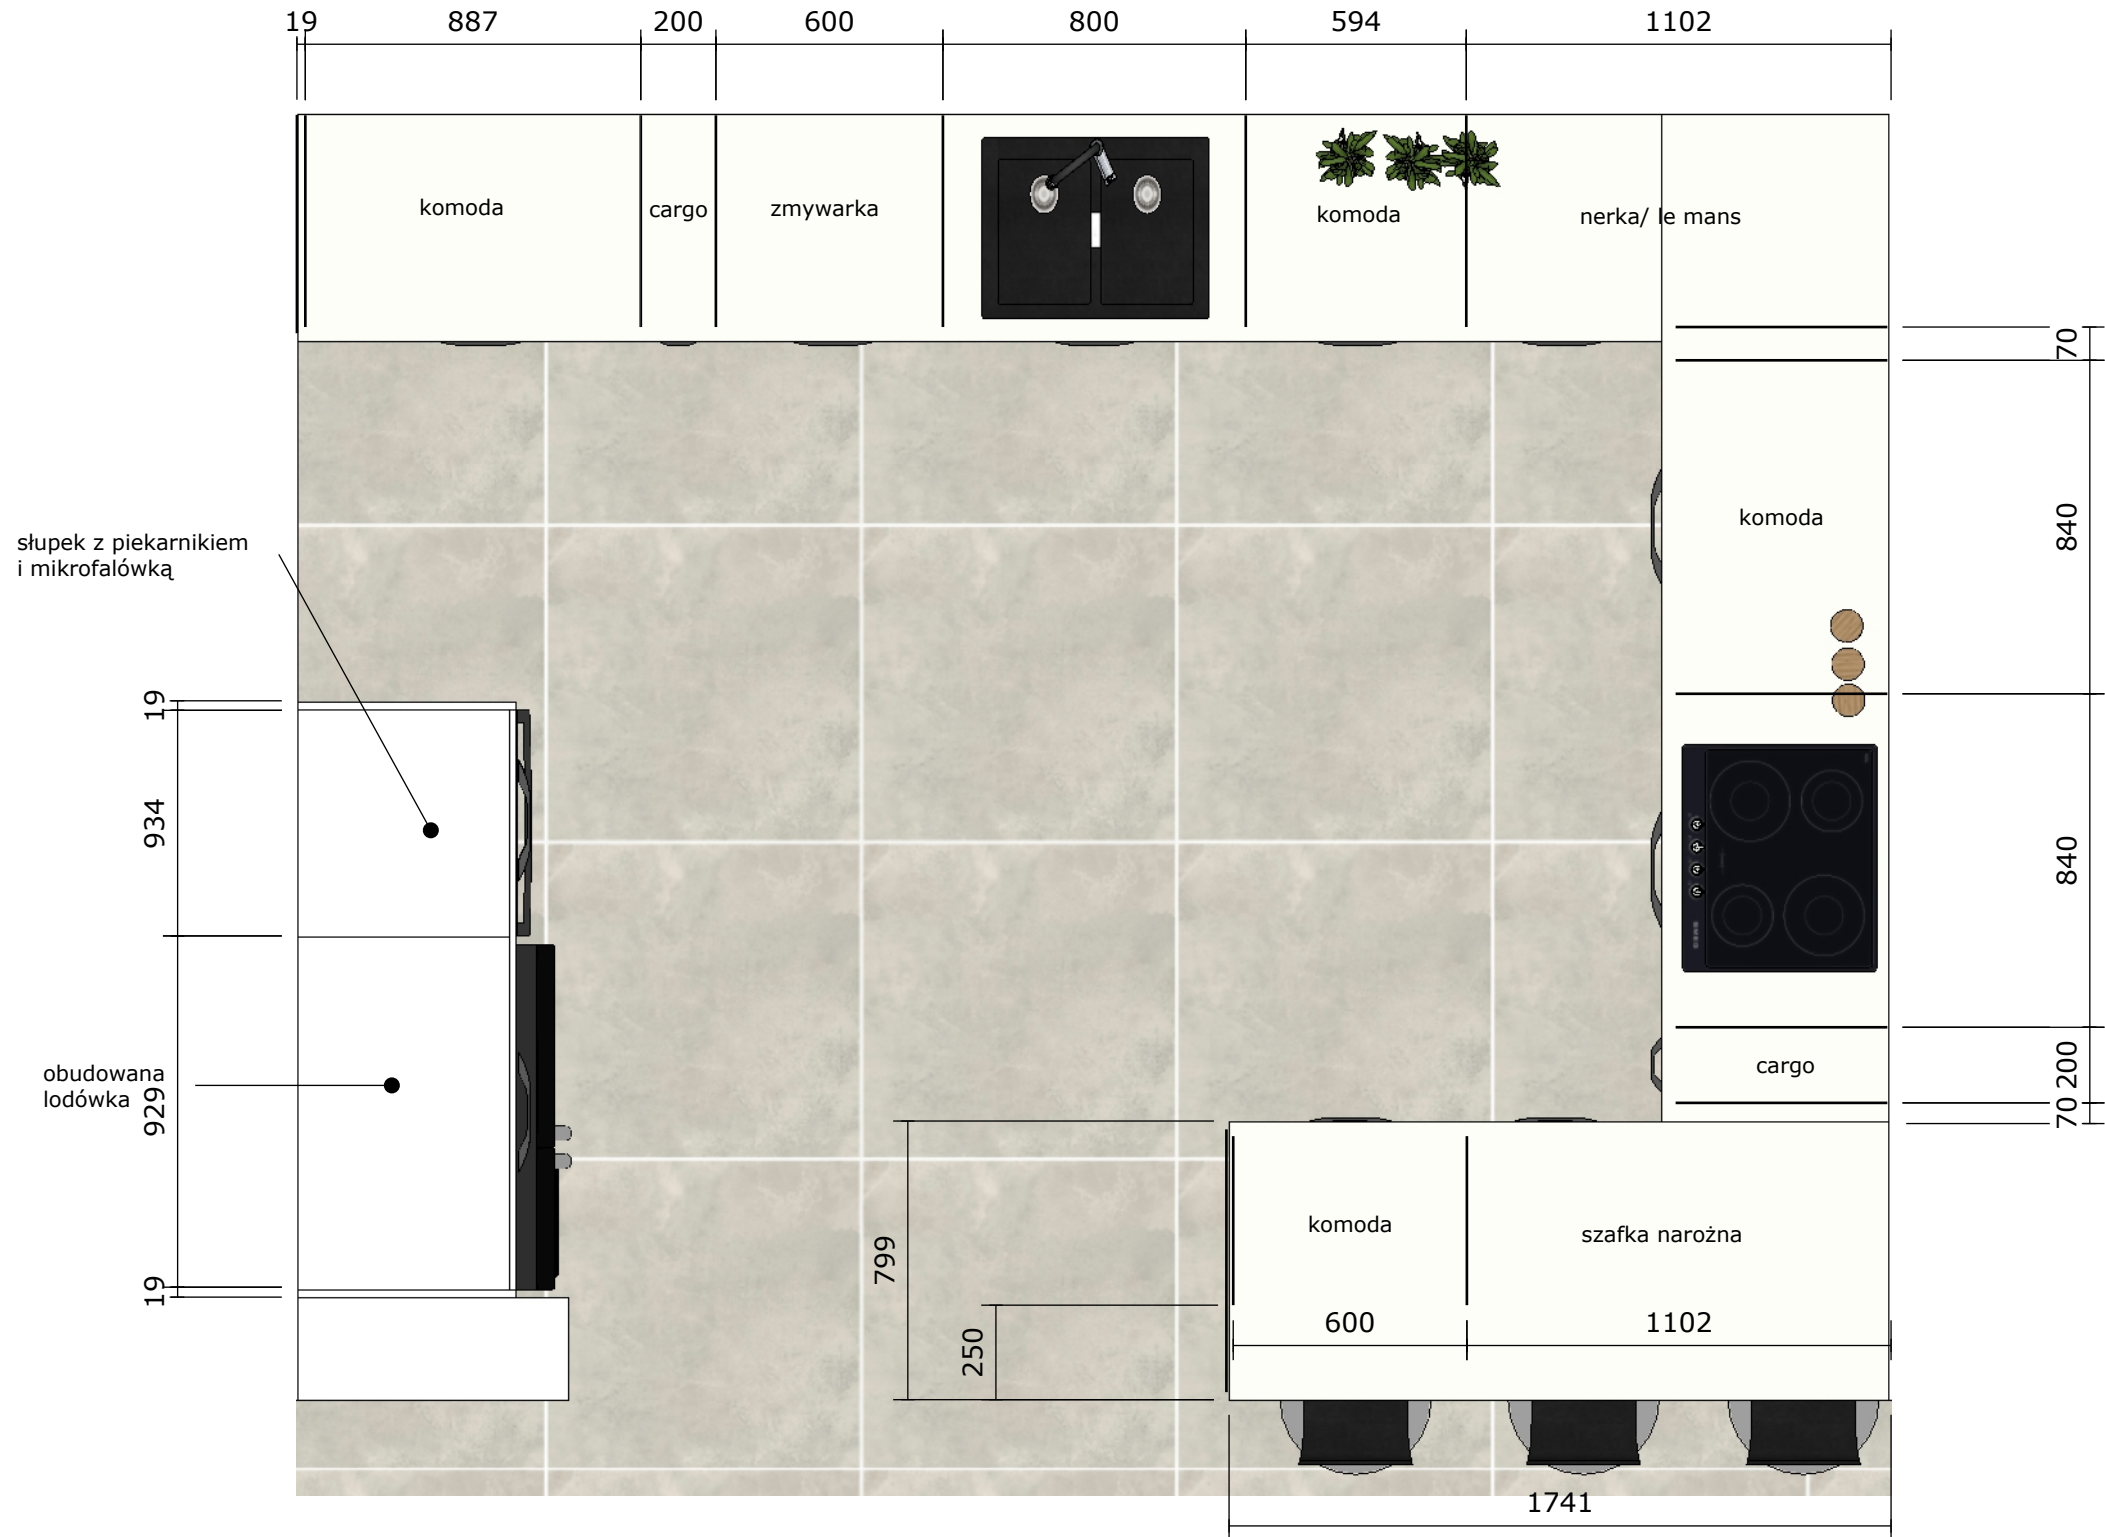 19 887 200 600 800 594 1102
komoda
cargo
zmywarka
komoda
nerka/ le mans
70
komoda
840
słupek z piekarnikiem
i mikrofalówką
19
934
840
obudowana
lodówka
929
cargo
200
70
19
komoda
szafka narożna
799
250
600
1102
1741